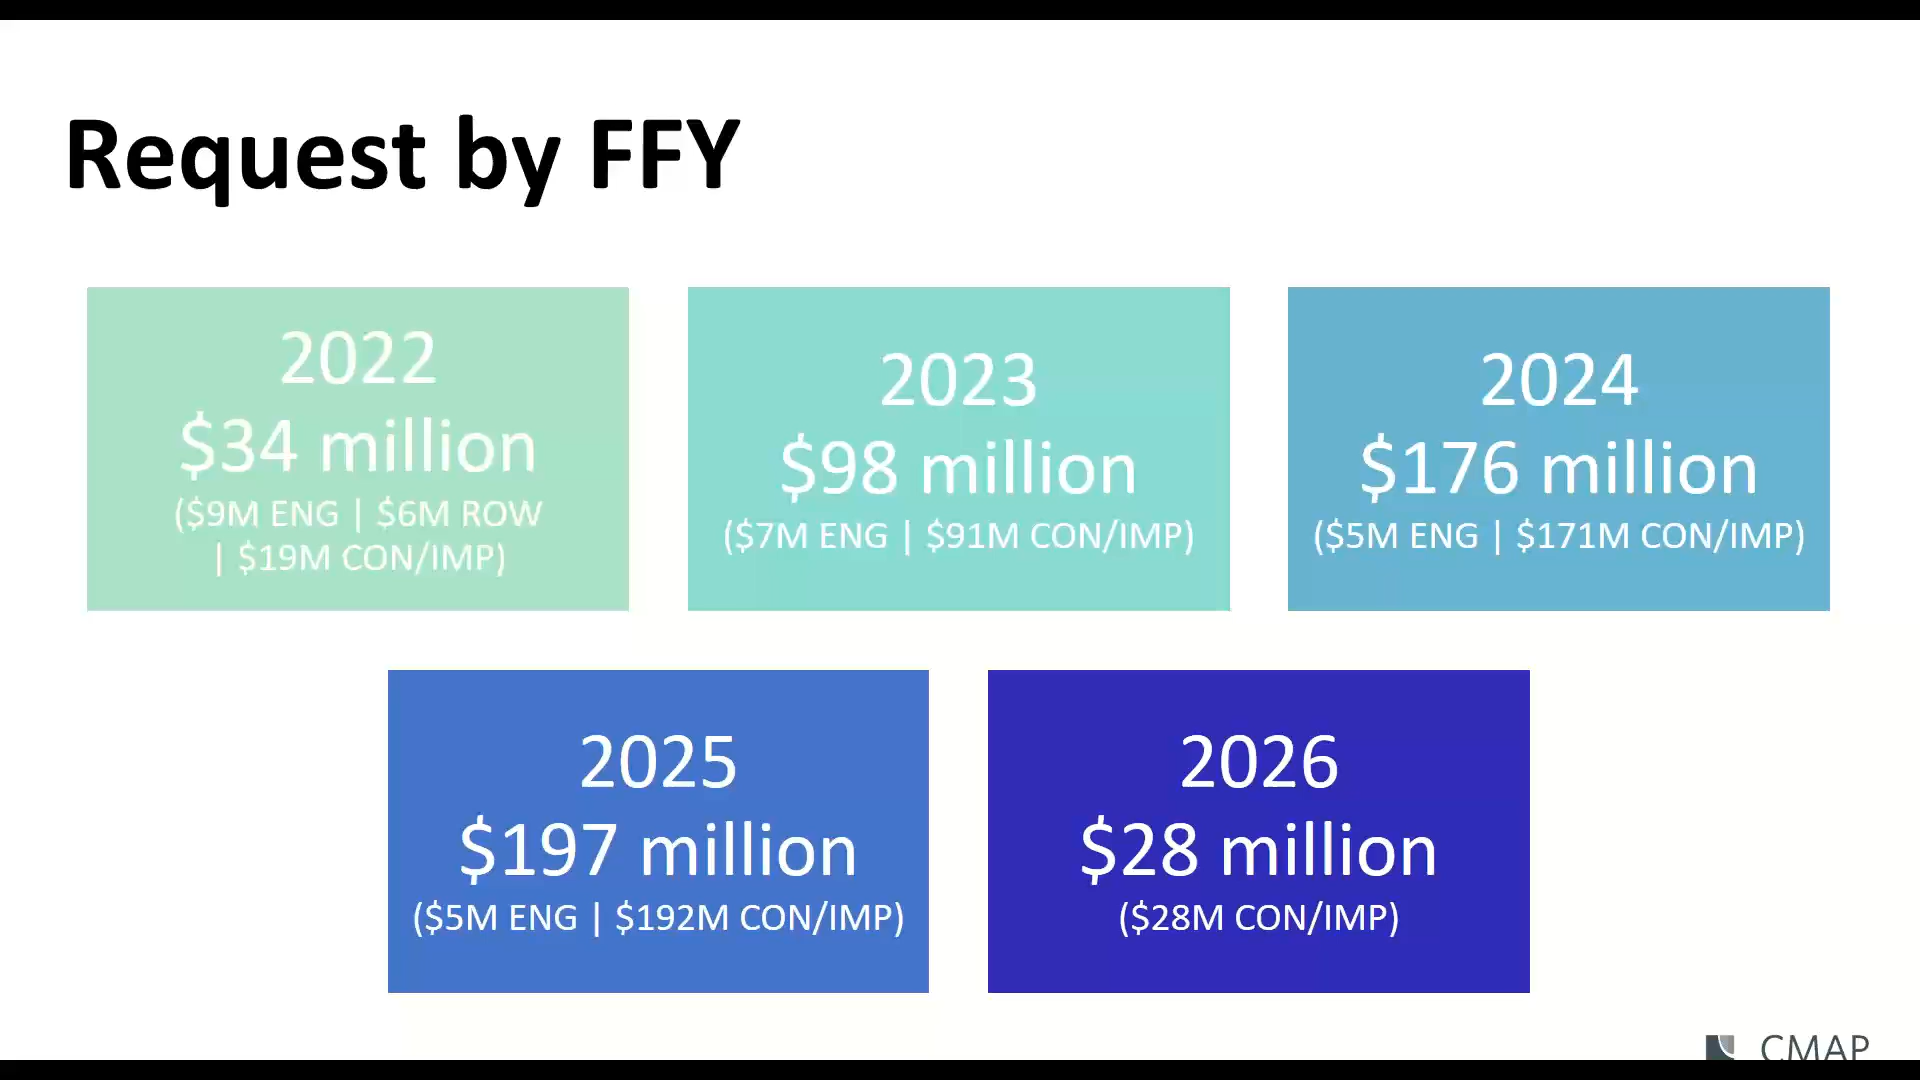 Request by FFY
2022
$34 million
($9M ENG | $6M ROW
| $19M CON/IMP)
2023
$98 million
($7M ENG | $91M CON/IMP)
2024
$176 million
($5M ENG | $171M CON/IMP)
2025
$197 million
($5M ENG | $192M CON/IMP)
2026
$28 million
($28M CON/IMP)
CMAP